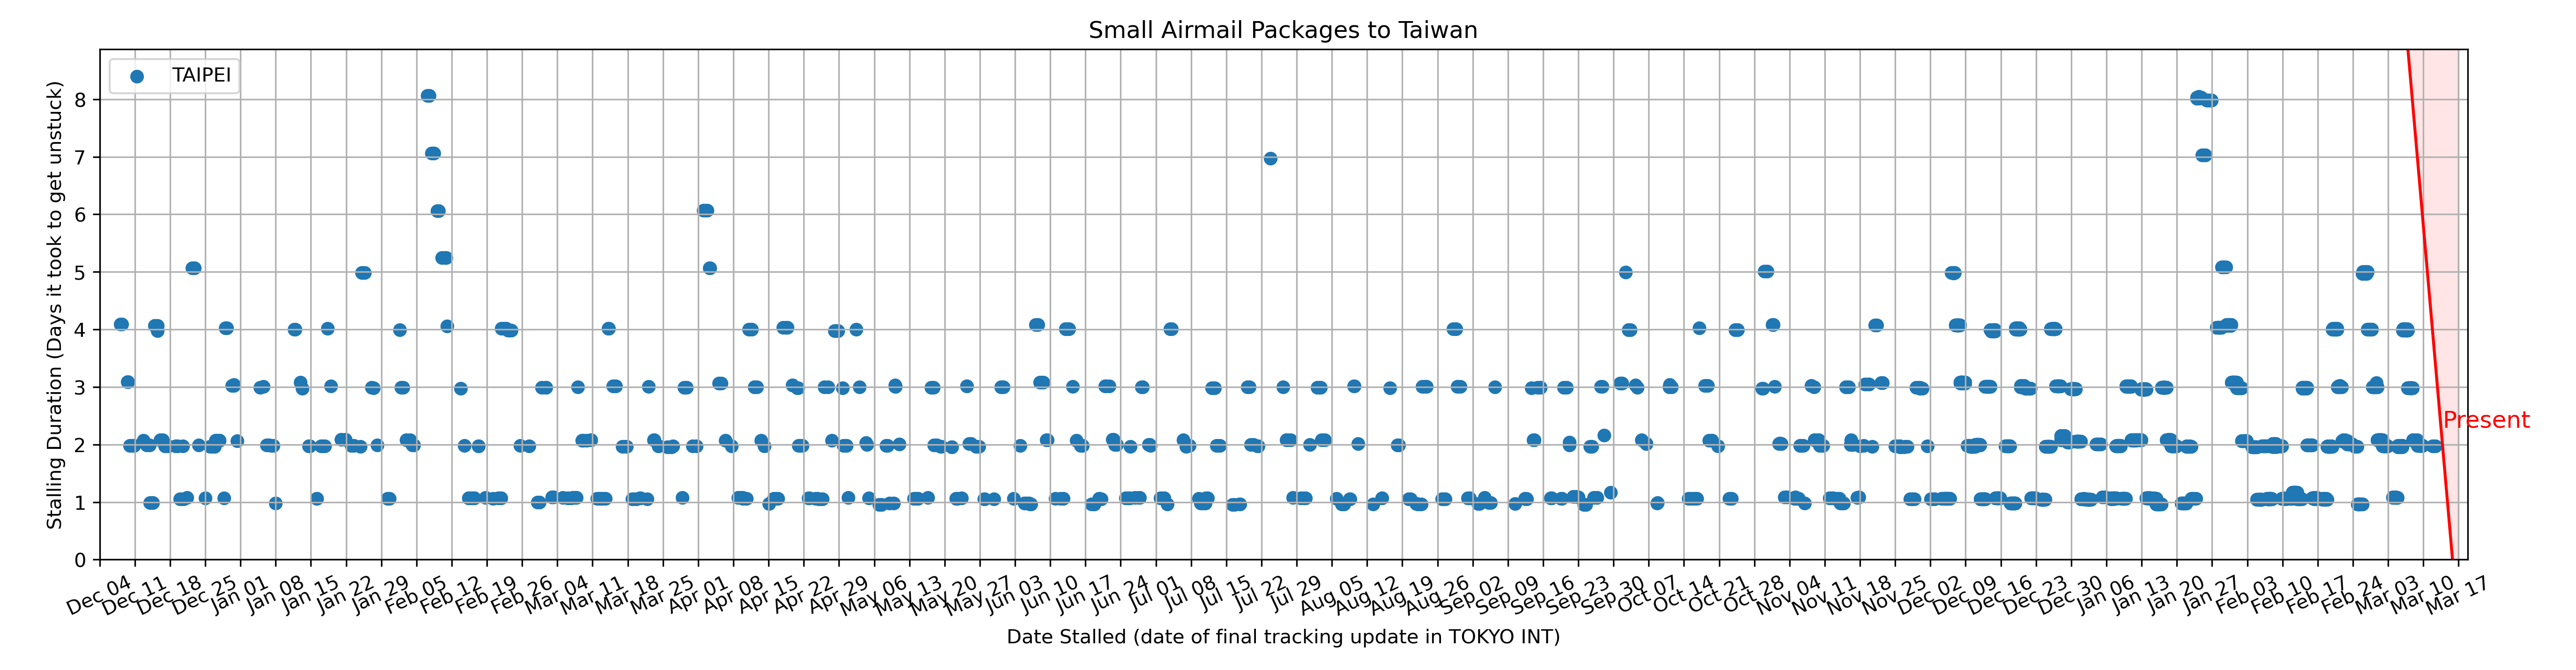 Small Airmail Packages to Taiwan
TAIPEI
Stalling Duration (Days it took to get unstuck)
8
7
6
5
4
3
2
1
0
Present
Dec 04 Dec 11 Dec 18 Dec 25 Jan 01 Jan 08 Jan 15 Jan 22 Jan 29 Feb 05 Feb 12 Feb 19 Feb 26 Mar 04 Mar 11 Mar 18 Mar 25 Apr 01 Apr 08 Apr 15 Apr 22 Apr 29 May 06 May 13 May 20 May 27 Jun 03 Jun 10 Jun 17 Jun 24 Jul 01 Jul 08 Jul 15 Jul 22 Jul 29 Aug 05 Aug 12 Aug 19 Aug 26 Sep 02 Sep 09 Sep 16 Sep 23 Sep 30 Oct 07 Oct 14 Oct 21 Oct 28 Nov 04 Nov 11 Nov 18 Nov 25 Dec 02 Dec 09 Dec 16 Dec 23 Dec 30 Jan 06 Jan 13 Jan 20 Jan 27 Feb 03 Feb 10 Feb 17 Feb 24 Mar 03 Mar 10 Mar 17
Date Stalled (date of final tracking update in TOKYO INT)